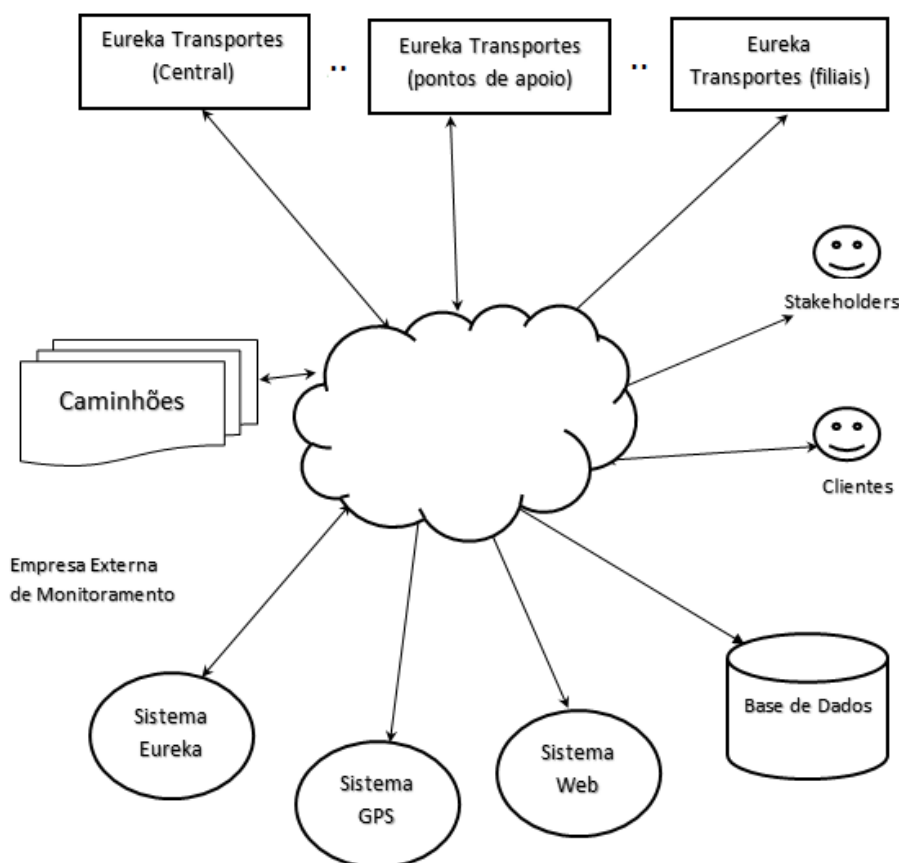 Eureka Transportes
(Central)
..
Eureka Transportes
(pontos de apoio)
..
Eureka
Transportes (filiais)
Stakeholders
Caminhões
Clientes
Empresa Externa
de Monitoramento
Sistema
Eureka
Sistema
GPS
Sistema
Web
Base de Dados